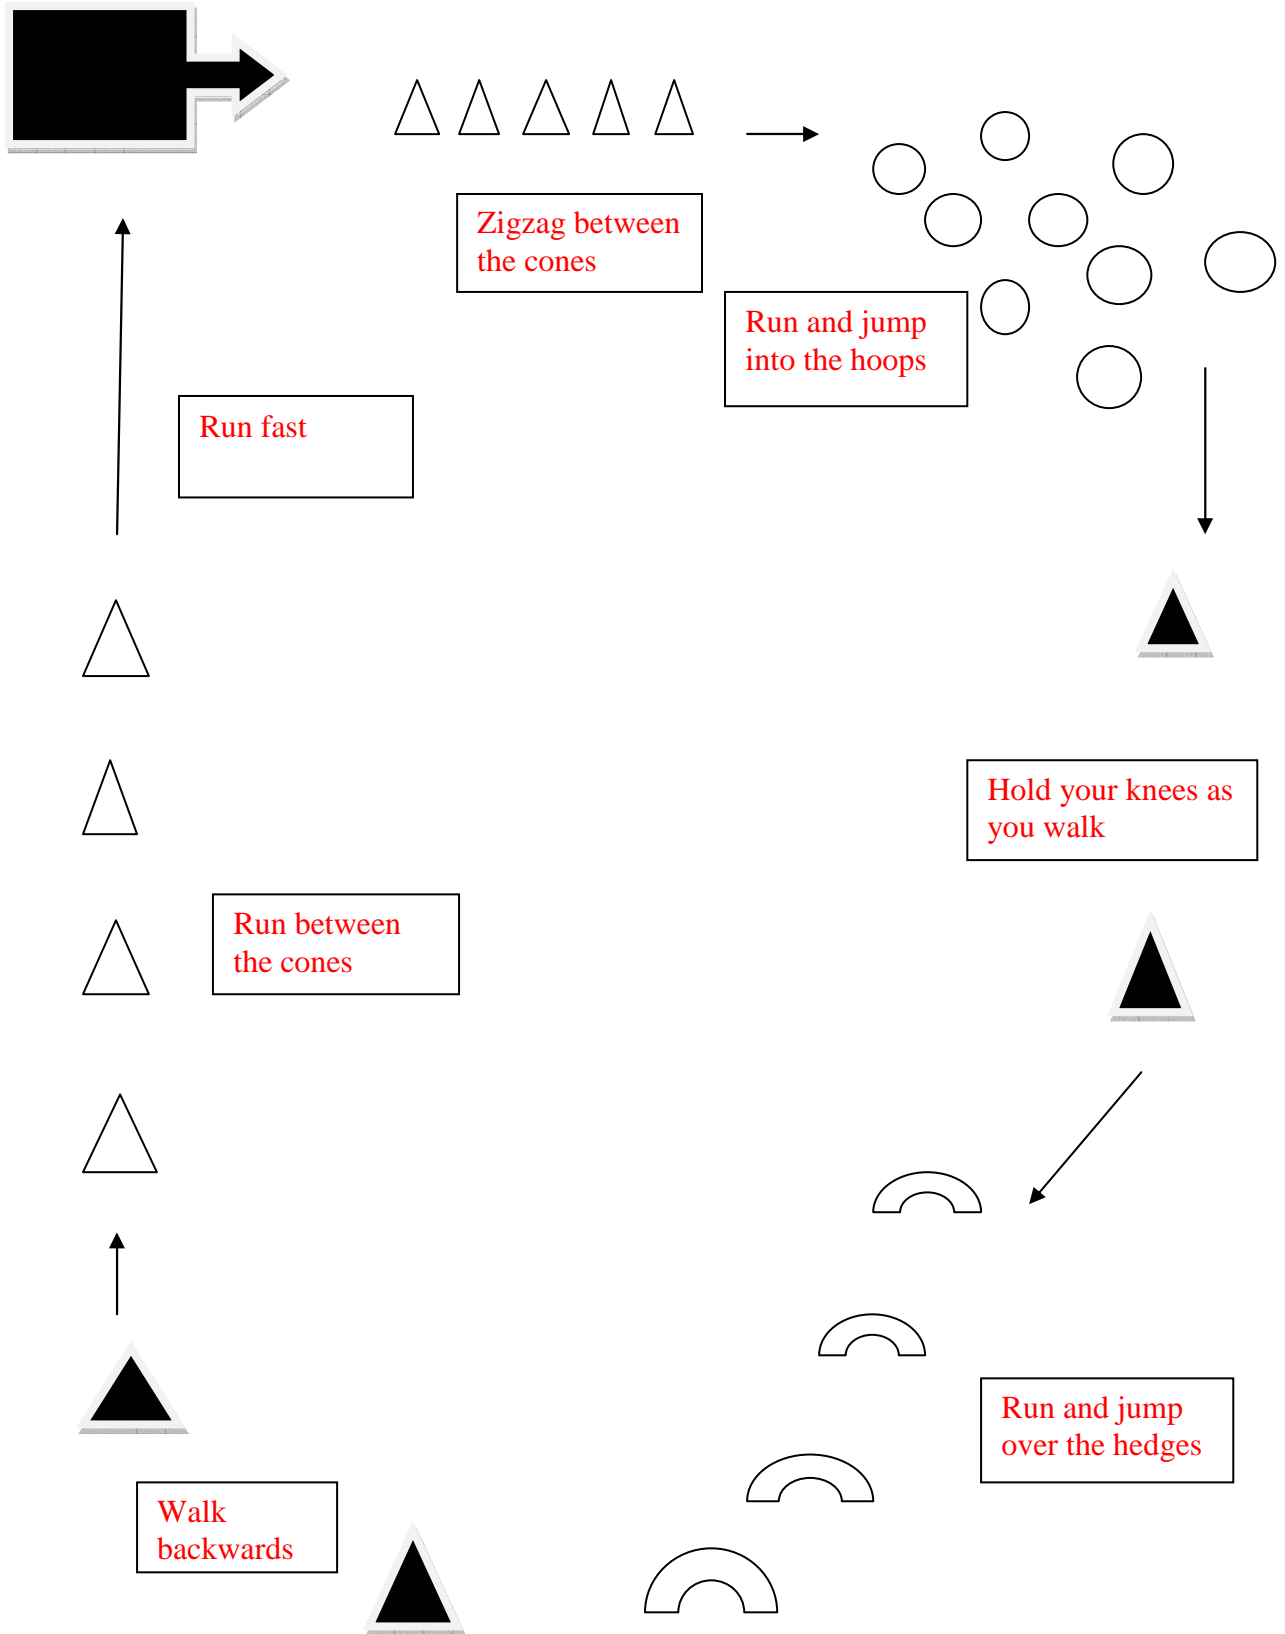 Zigzag between
the cones
Run and jump
into the hoops
Run fast
Hold your knees as
you walk
Run between
the cones
Run and jump
over the hedges
Walk
backwards